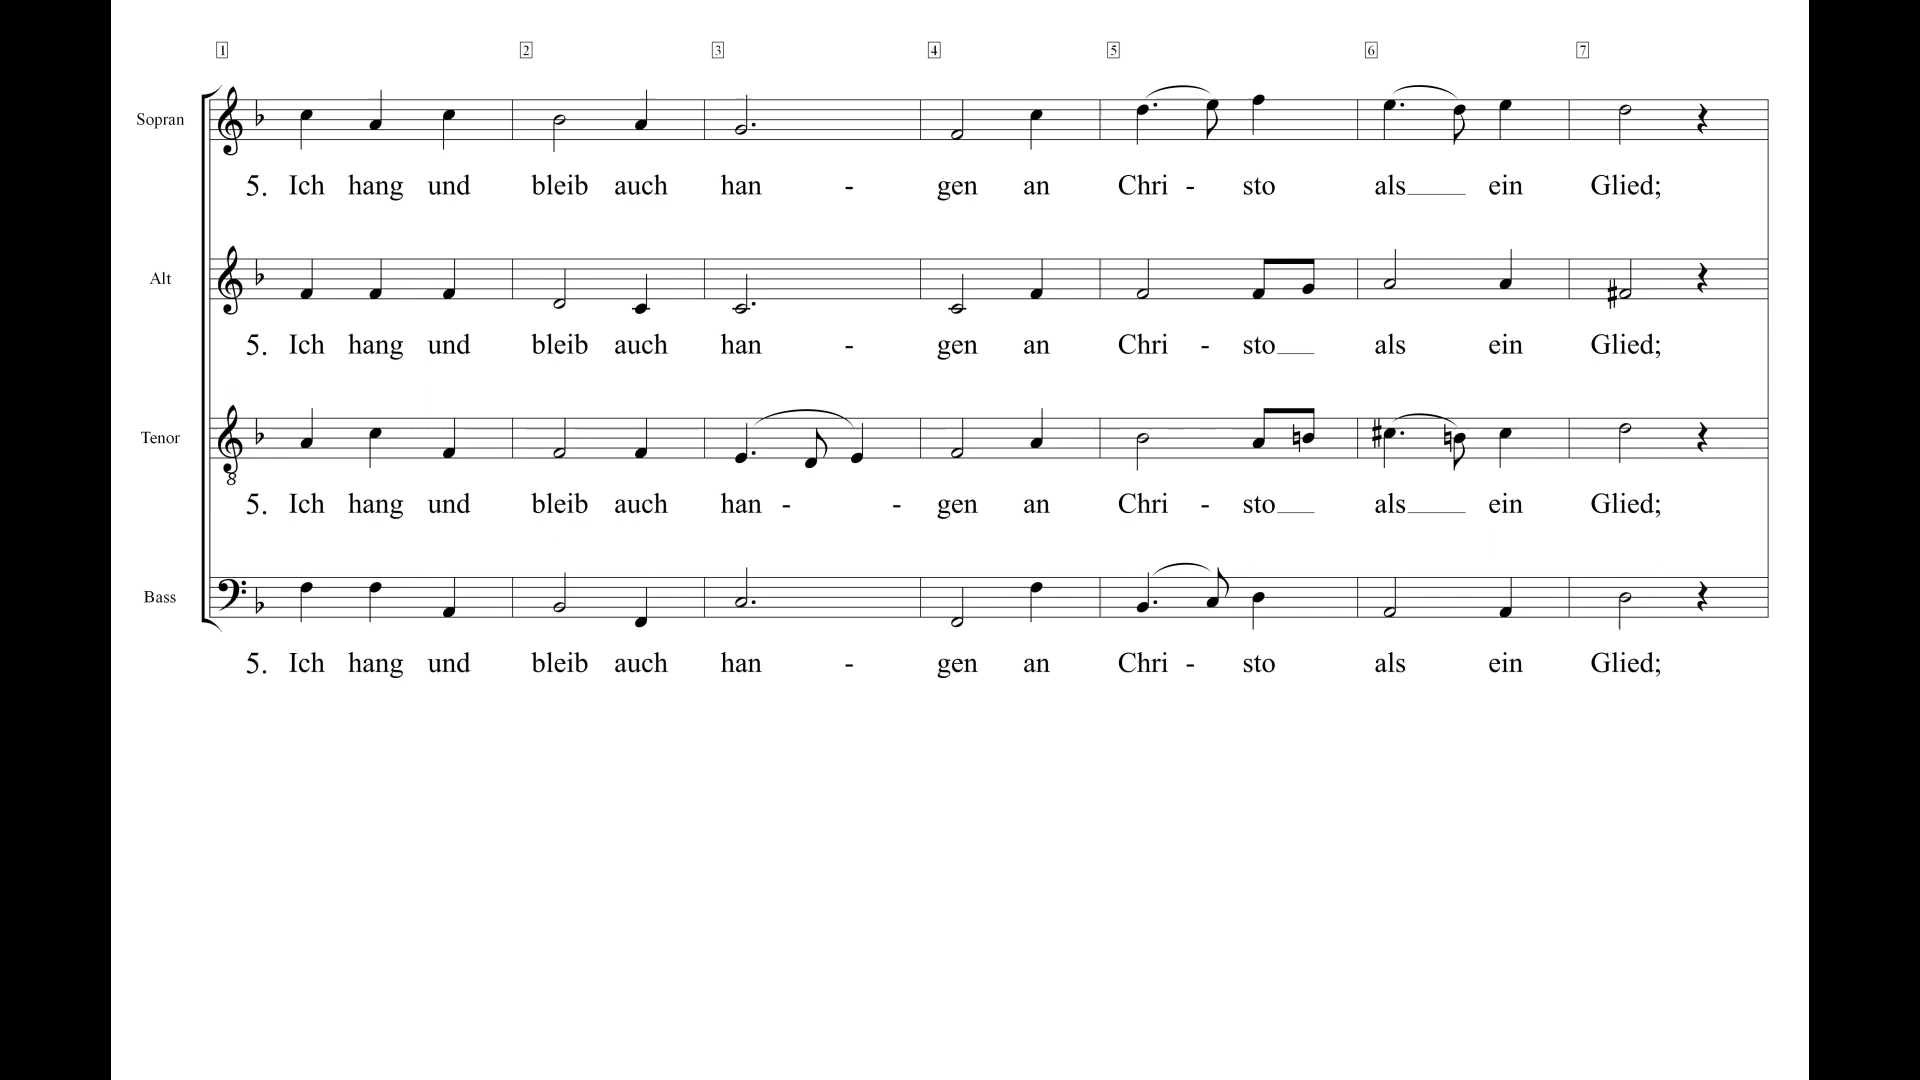 1 2 3 4 5 6 7
Sopran
5. Ich hang und bleib auch han - gen an Chri - sto als ein Glied;
Alt
5. Ich hang und bleib auch han - gen an Chri - sto als ein Glied;
Tenor
8
5. Ich hang und bleib auch han - - gen an Chri - sto als ein Glied;
Bass
5. Ich hang und bleib auch han - gen an Chri - sto als ein Glied;